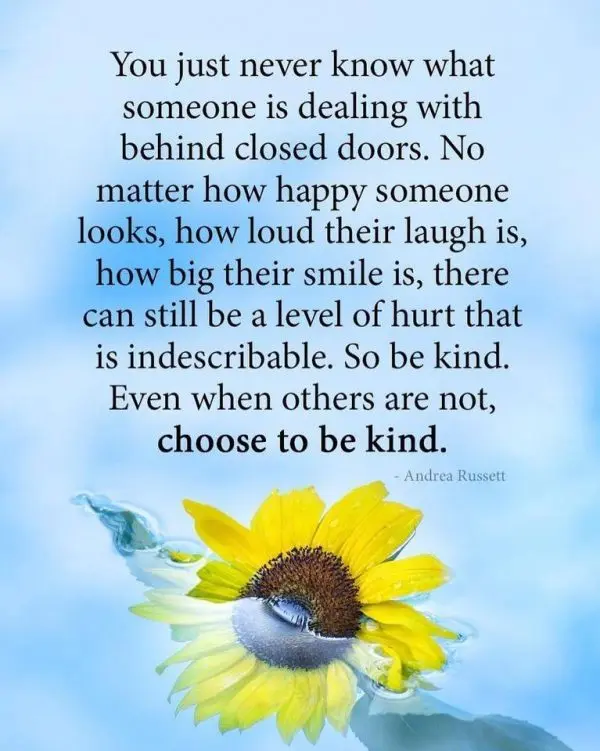 You just never know what
someone is dealing with
behind closed doors. No
matter how happy someone
looks, how loud their laugh is,
how big their smile is, there
can still be a level of hurt that
is indescribable. So be kind.
Even when others are not,
choose to be kind.
- Andrea Russett